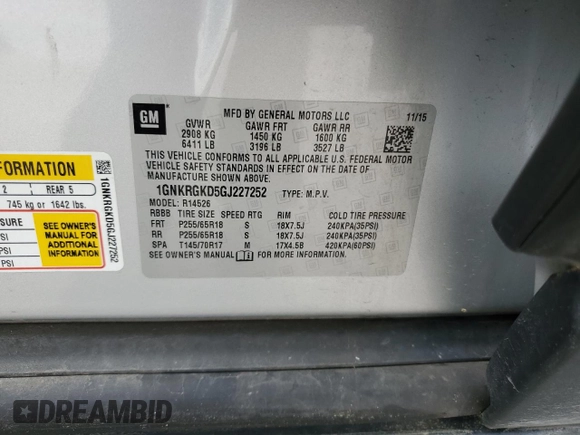 GM
MFD BY GENERAL MOTORS LLC 11/15
GVWR GAWR FRT GAWR RR
2908 KG 1450 KG 1600 KG
6411 LB 3196 LB 3527 LB
THIS VEHICLE CONFORMS TO ALL APPLICABLE U.S. FEDERAL MOTOR
VEHICLE SAFETY STANDARDS IN EFFECT ON THE DATE OF
MANUFACTURE SHOWN ABOVE.
1GNKRGKD5GJ227252 TYPE: M.P.V.
MODEL: R14526
RBBB TIRE SIZE SPEED RTG RIM COLD TIRE PRESSURE
FRT P255/65R18 S 18X7.5J 240KPA(35PSI)
RR P255/65R18 S 18X7.5J 240KPA(35PSI)
SPA T145/70R17 M 17X4.5B 420KPA(60PSI)
SEE OWNER'S MANUAL FOR MORE INFORMATION.
FORMATION
2 REAR 5
745 kg or 1642 lbs.
SURE
PSI
PSI
PSI
SEE OWNER'S
MANUAL FOR
ADDITIONAL
INFORMATION
1GNKRGKD5GJ227252
DREAMBID